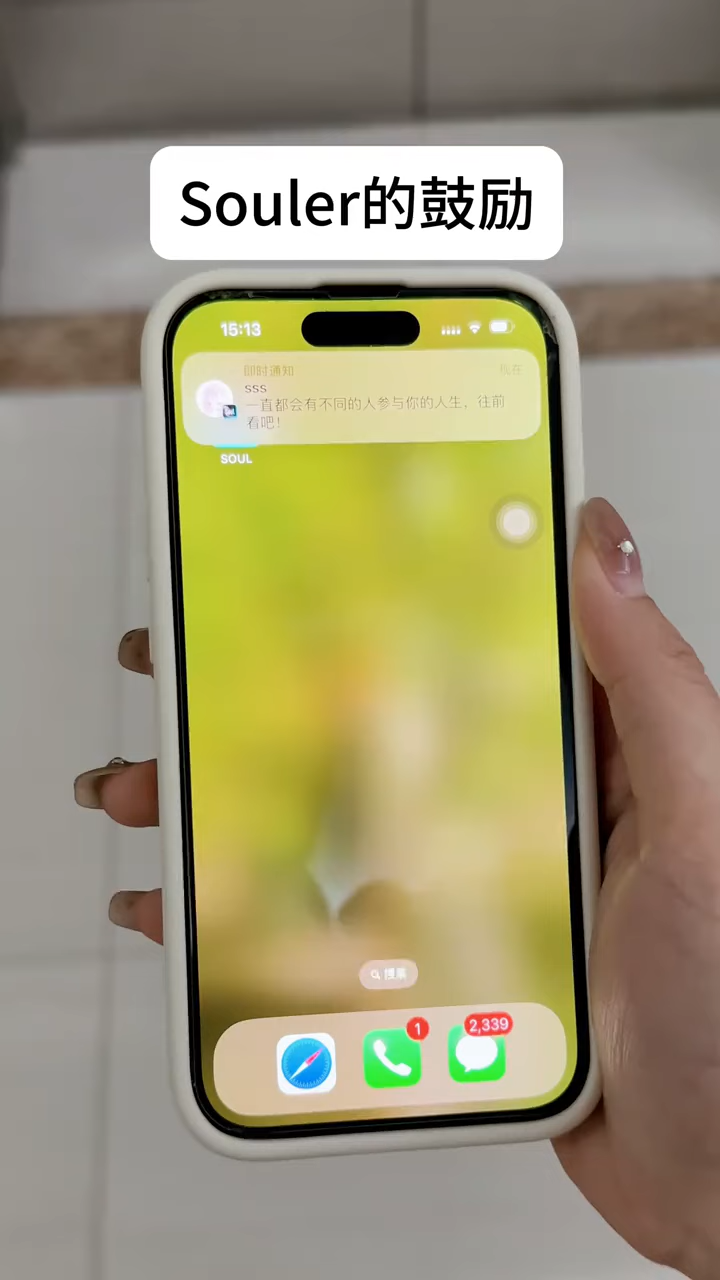 Souler的鼓励
15:13
即时通知
现在
sss
一直都会有不同的人参与你的人生，往前
看吧！
SOUL
搜索
1
2,339